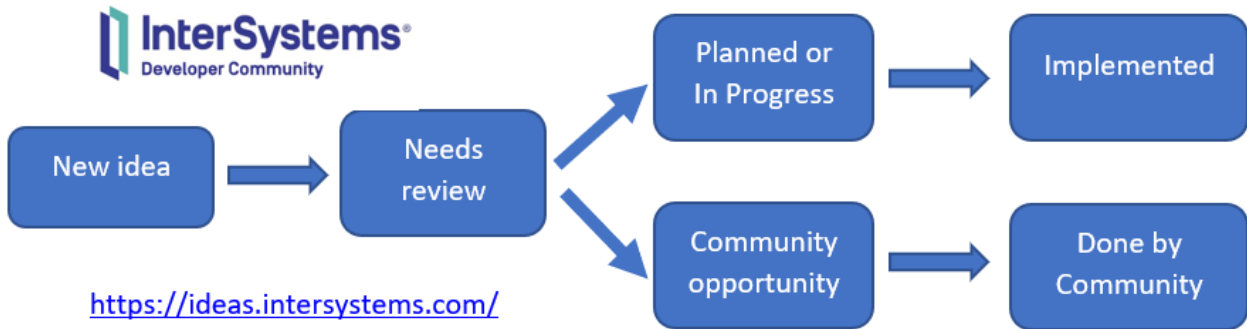 InterSystems®
Developer Community
New idea
Needs
review
Planned or
In Progress
Implemented
Community
opportunity
Done by
Community
https://ideas.intersystems.com/